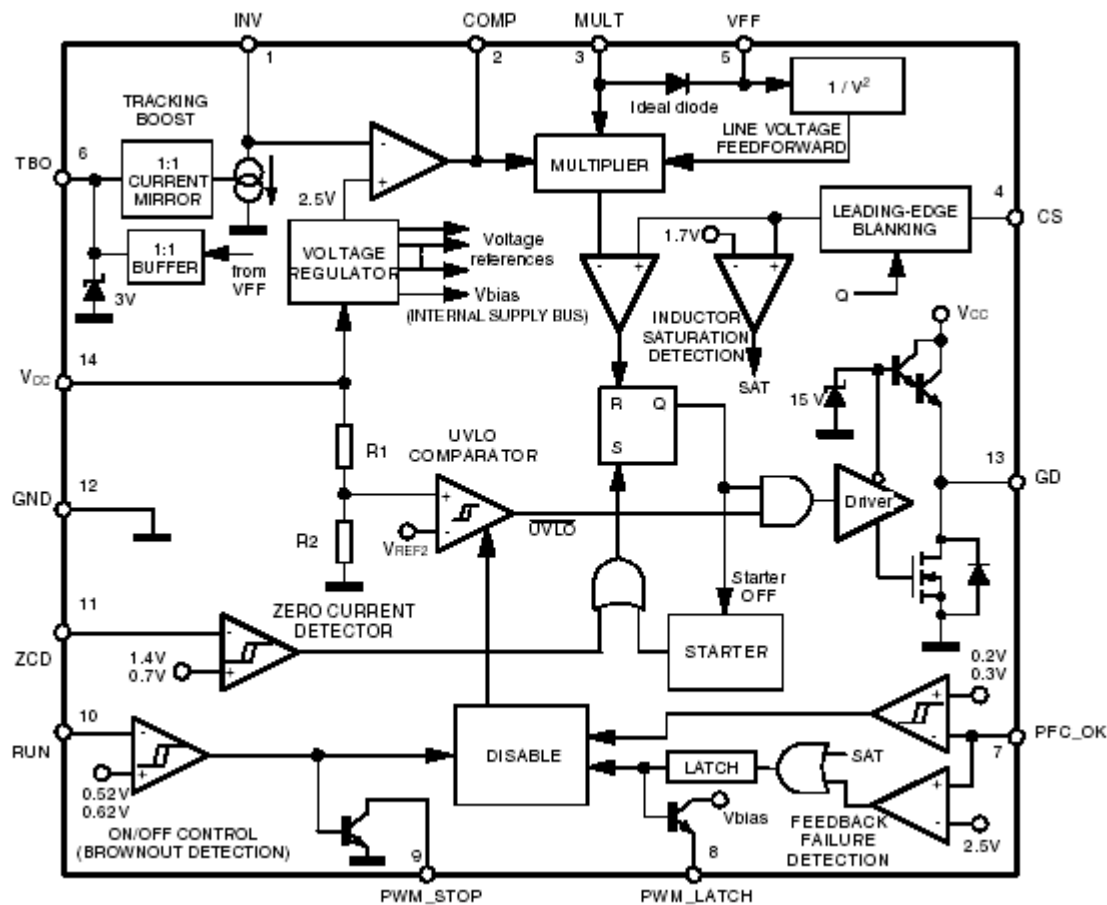 INV
COMP
MULT
VFF
1
2
3
5
TRACKING
BOOST
Ideal diode
1 / V²
LINE VOLTAGE
FEEDFORWARD
TBO
6
1:1
CURRENT
MIRROR
-
+
MULTIPLIER
2.5V
4
CS
LEADING-EDGE
BLANKING
1:1
BUFFER
from
VFF
3V
VOLTAGE
REGULATOR
Voltage
references
Vbias
(INTERNAL SUPPLY BUS)
1.7V
-
+
-
+
Q
INDUCTOR
SATURATION
DETECTION
SAT
VCC
14
VCC
15 V
R
Q
S
R1
UVLO
COMPARATOR
13
GD
12
GND
+
-
VREF2
UVLO
Driver
R2
Starter
OFF
11
ZCD
ZERO CURRENT
DETECTOR
-
+
1.4V
0.7V
STARTER
0.2V
0.3V
10
RUN
-
+
0.52V
0.62V
DISABLE
+
-
7
PFC_OK
LATCH
SAT
+
-
2.5V
Vbias
ON/OFF CONTROL
(BROWNOUT DETECTION)
FEEDBACK
FAILURE
DETECTION
9
8
PWM_STOP
PWM_LATCH